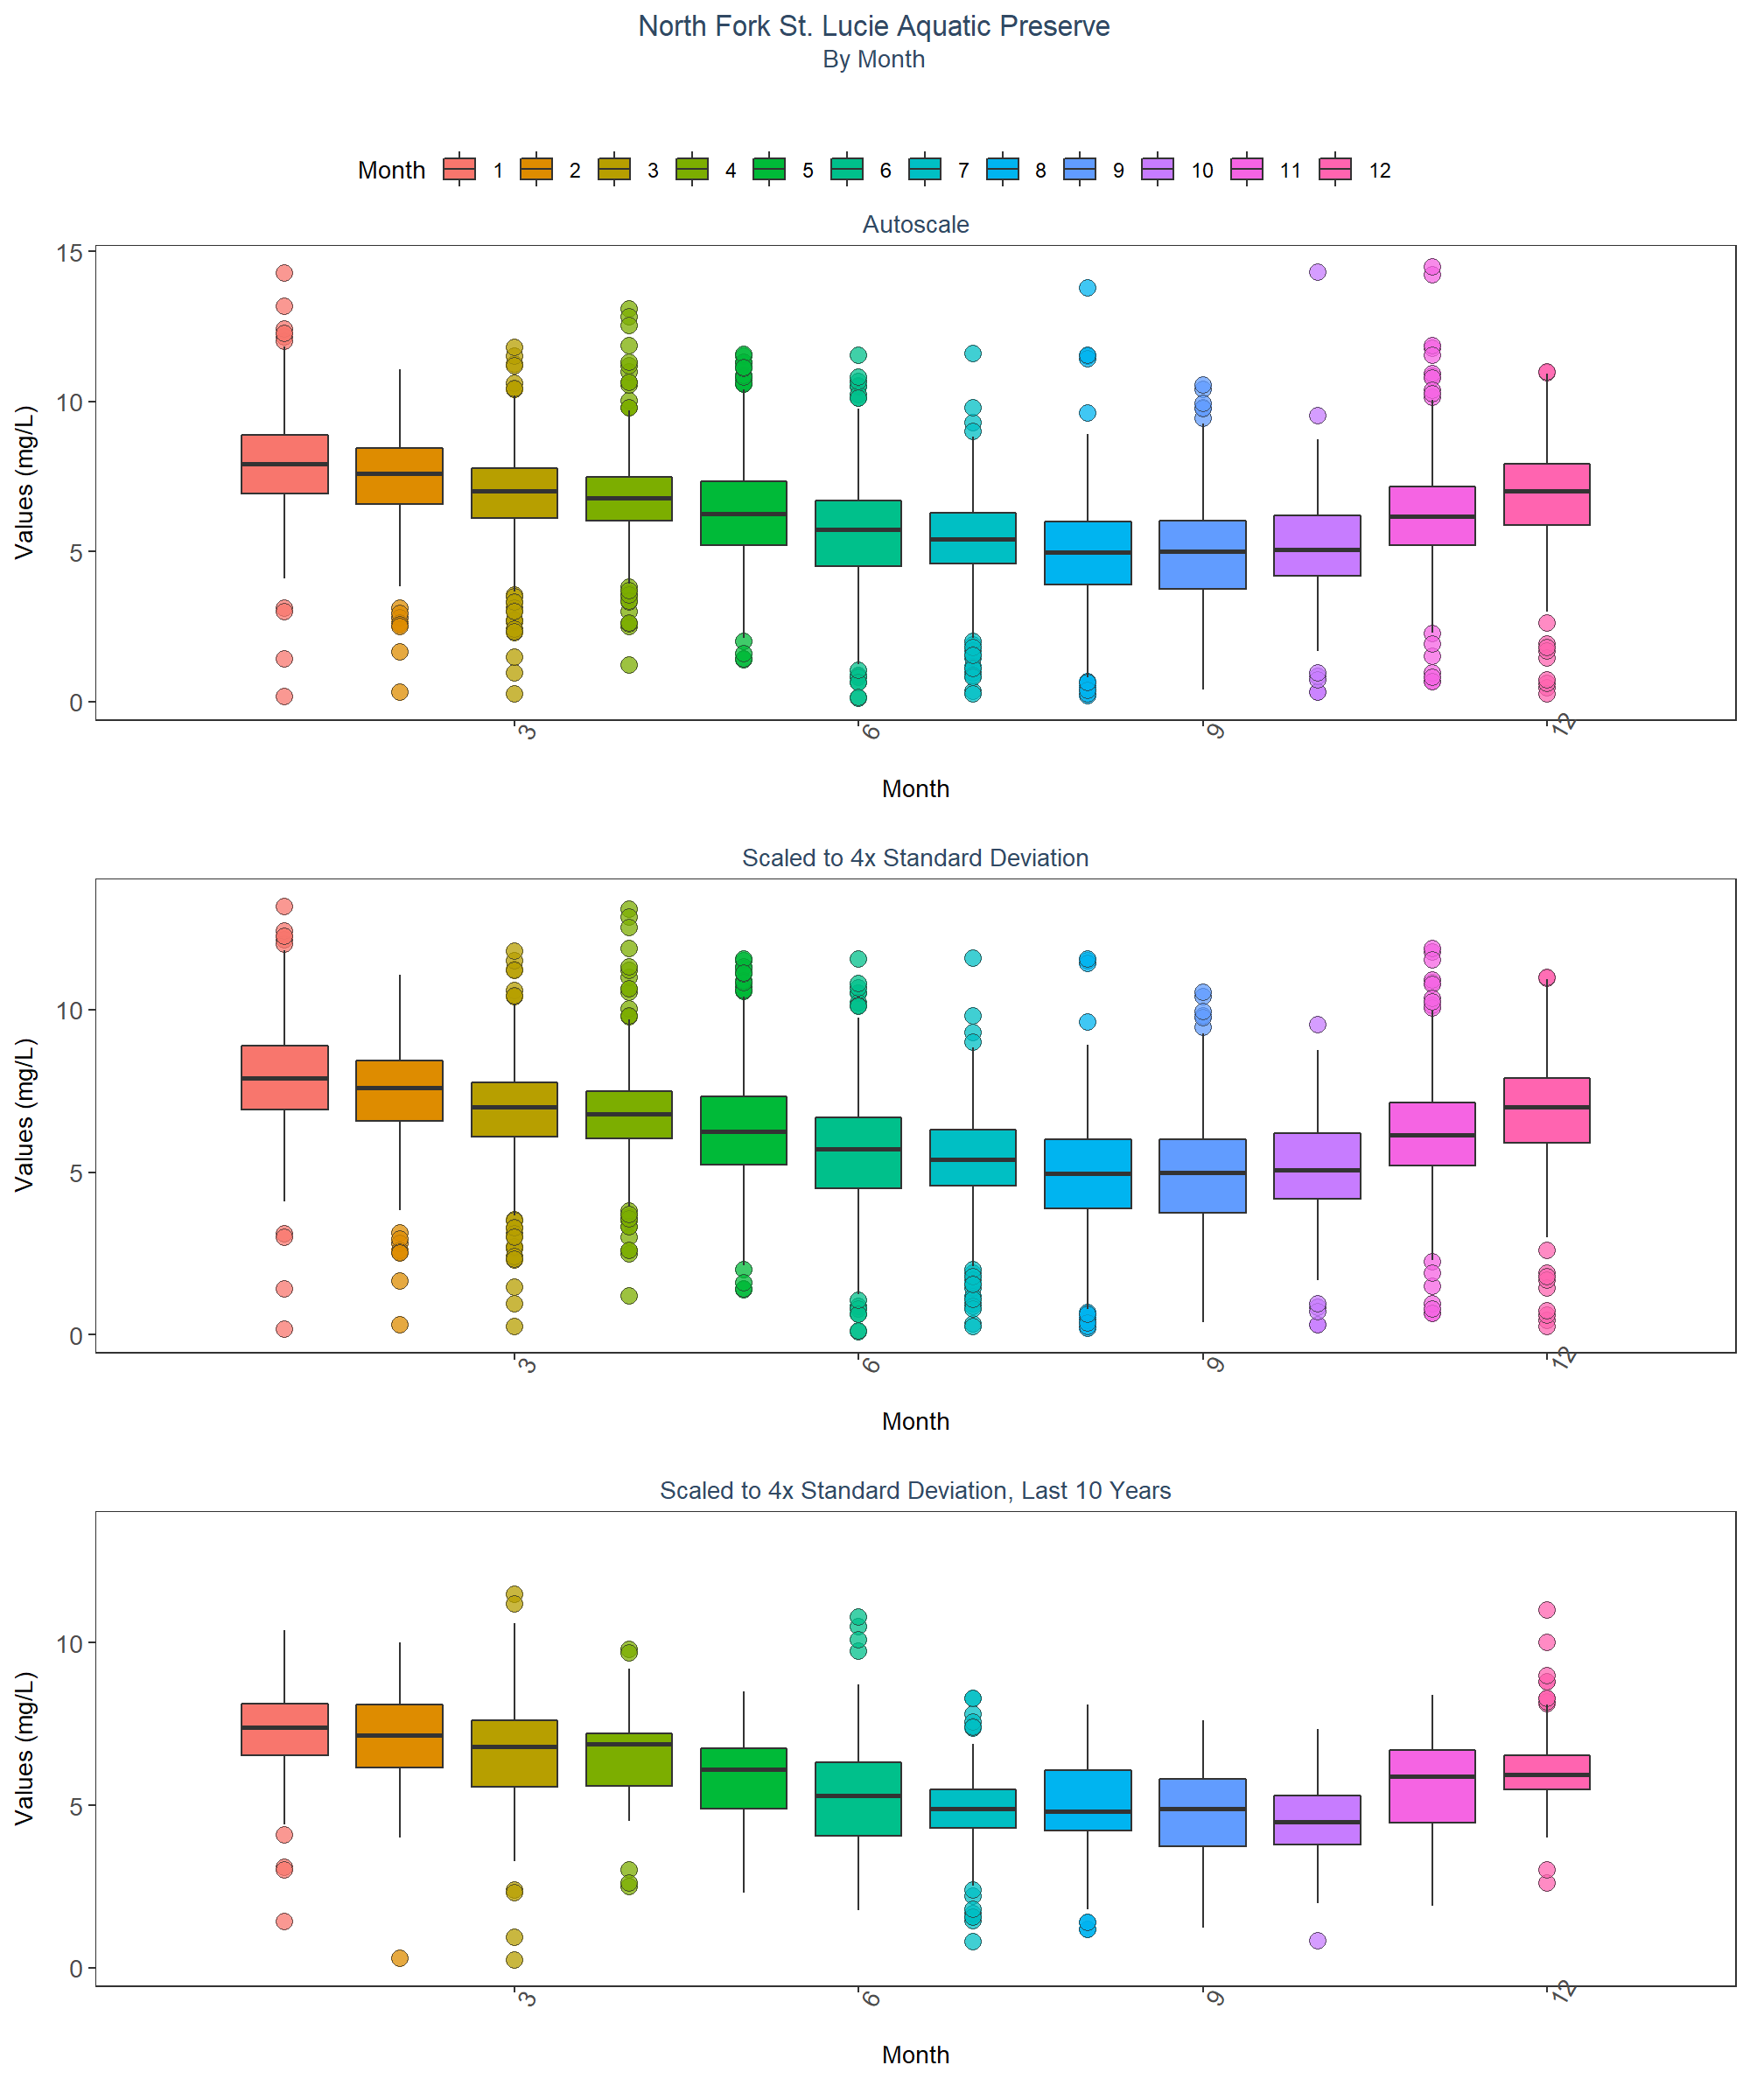 North Fork St. Lucie Aquatic Preserve
By Month
Month 1 2 3 4 5 6 7 8 9 10 11 12
Autoscale
Values (mg/L)
15
10
5
0
3 6 9 12
Month
Scaled to 4x Standard Deviation
Values (mg/L)
10
5
0
3 6 9 12
Month
Scaled to 4x Standard Deviation, Last 10 Years
Values (mg/L)
10
5
0
3 6 9 12
Month